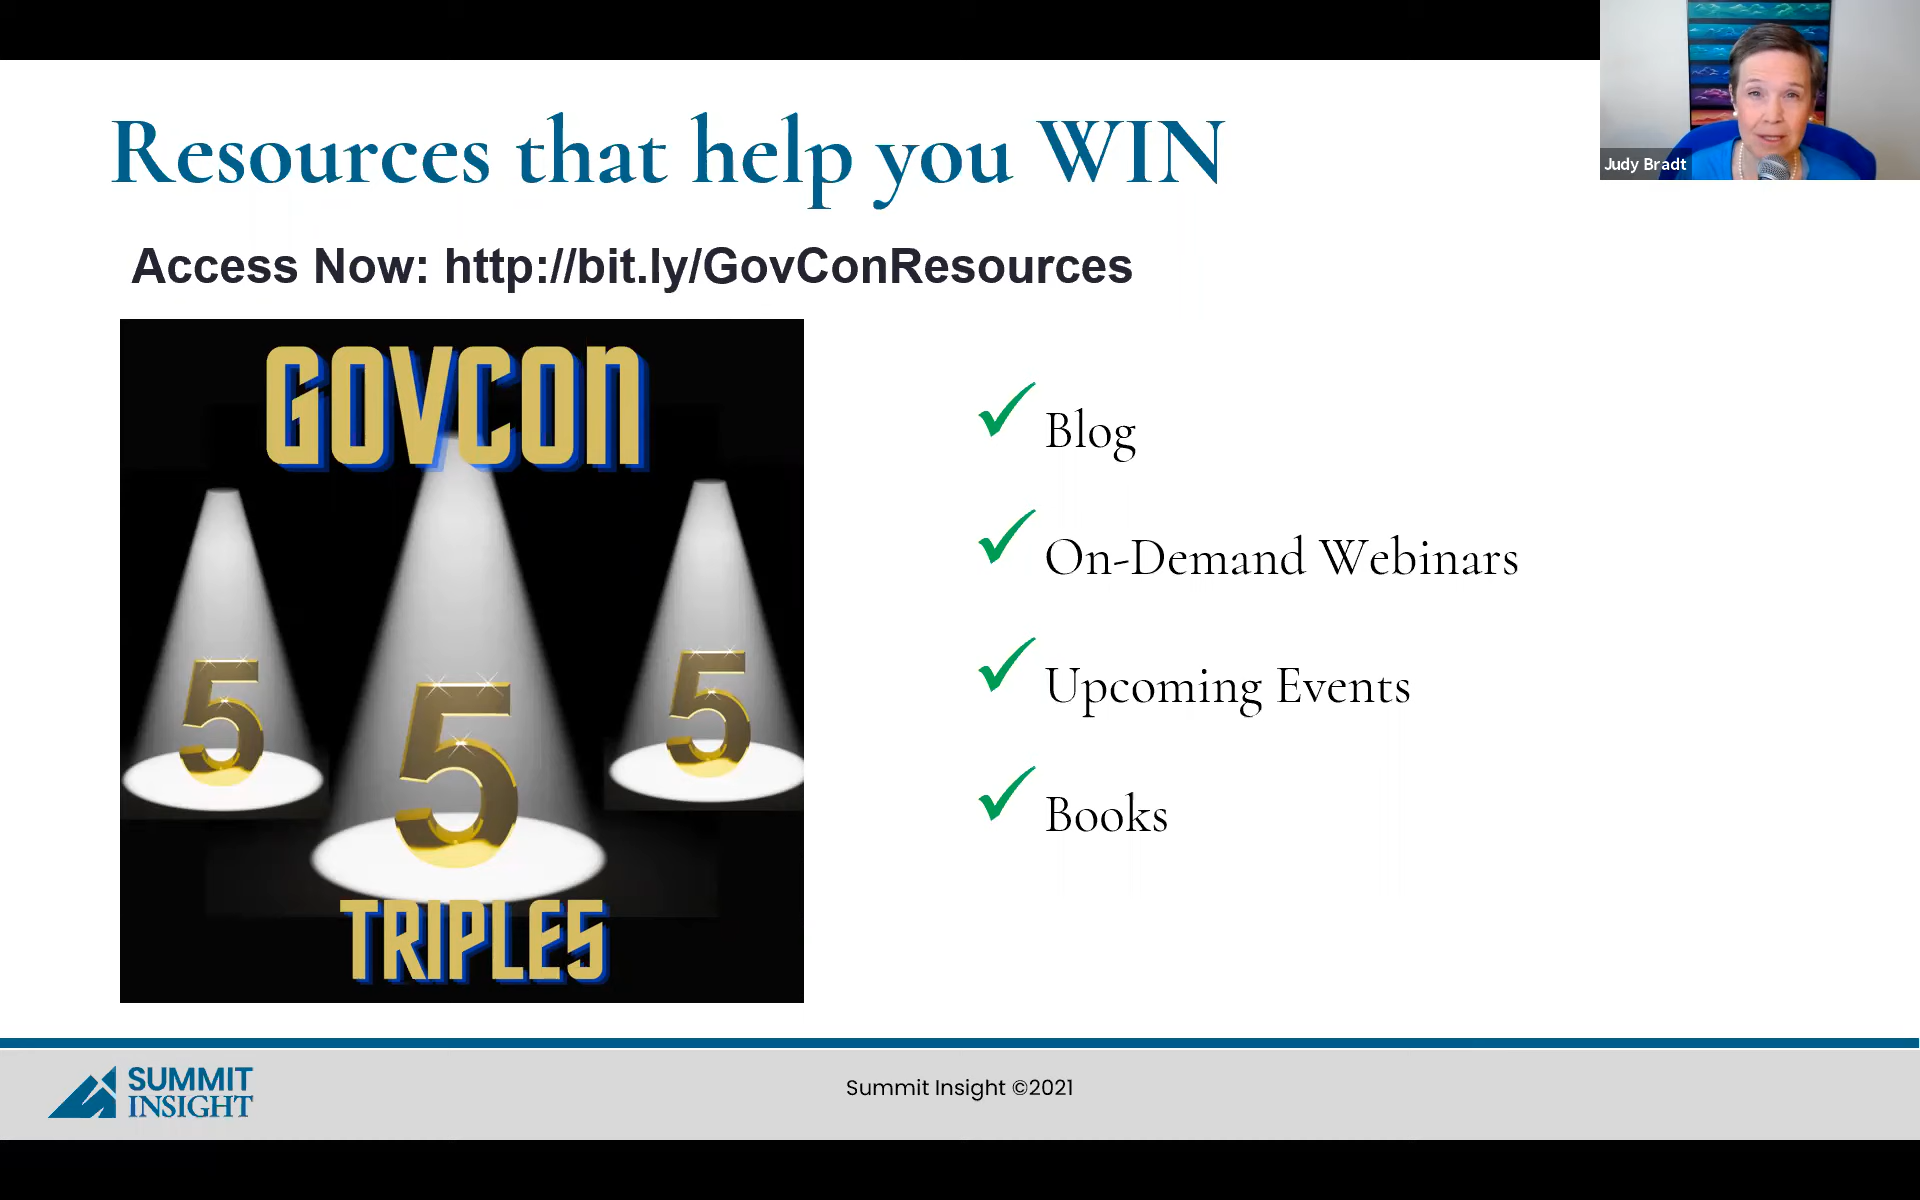 Resources that help you WIN
Judy Bradt
Access Now: http://bit.ly/GovConResources
GOVCON
5
5
5
TRIPLE5
Blog
On-Demand Webinars
Upcoming Events
Books
SUMMIT
INSIGHT
Summit Insight ©2021